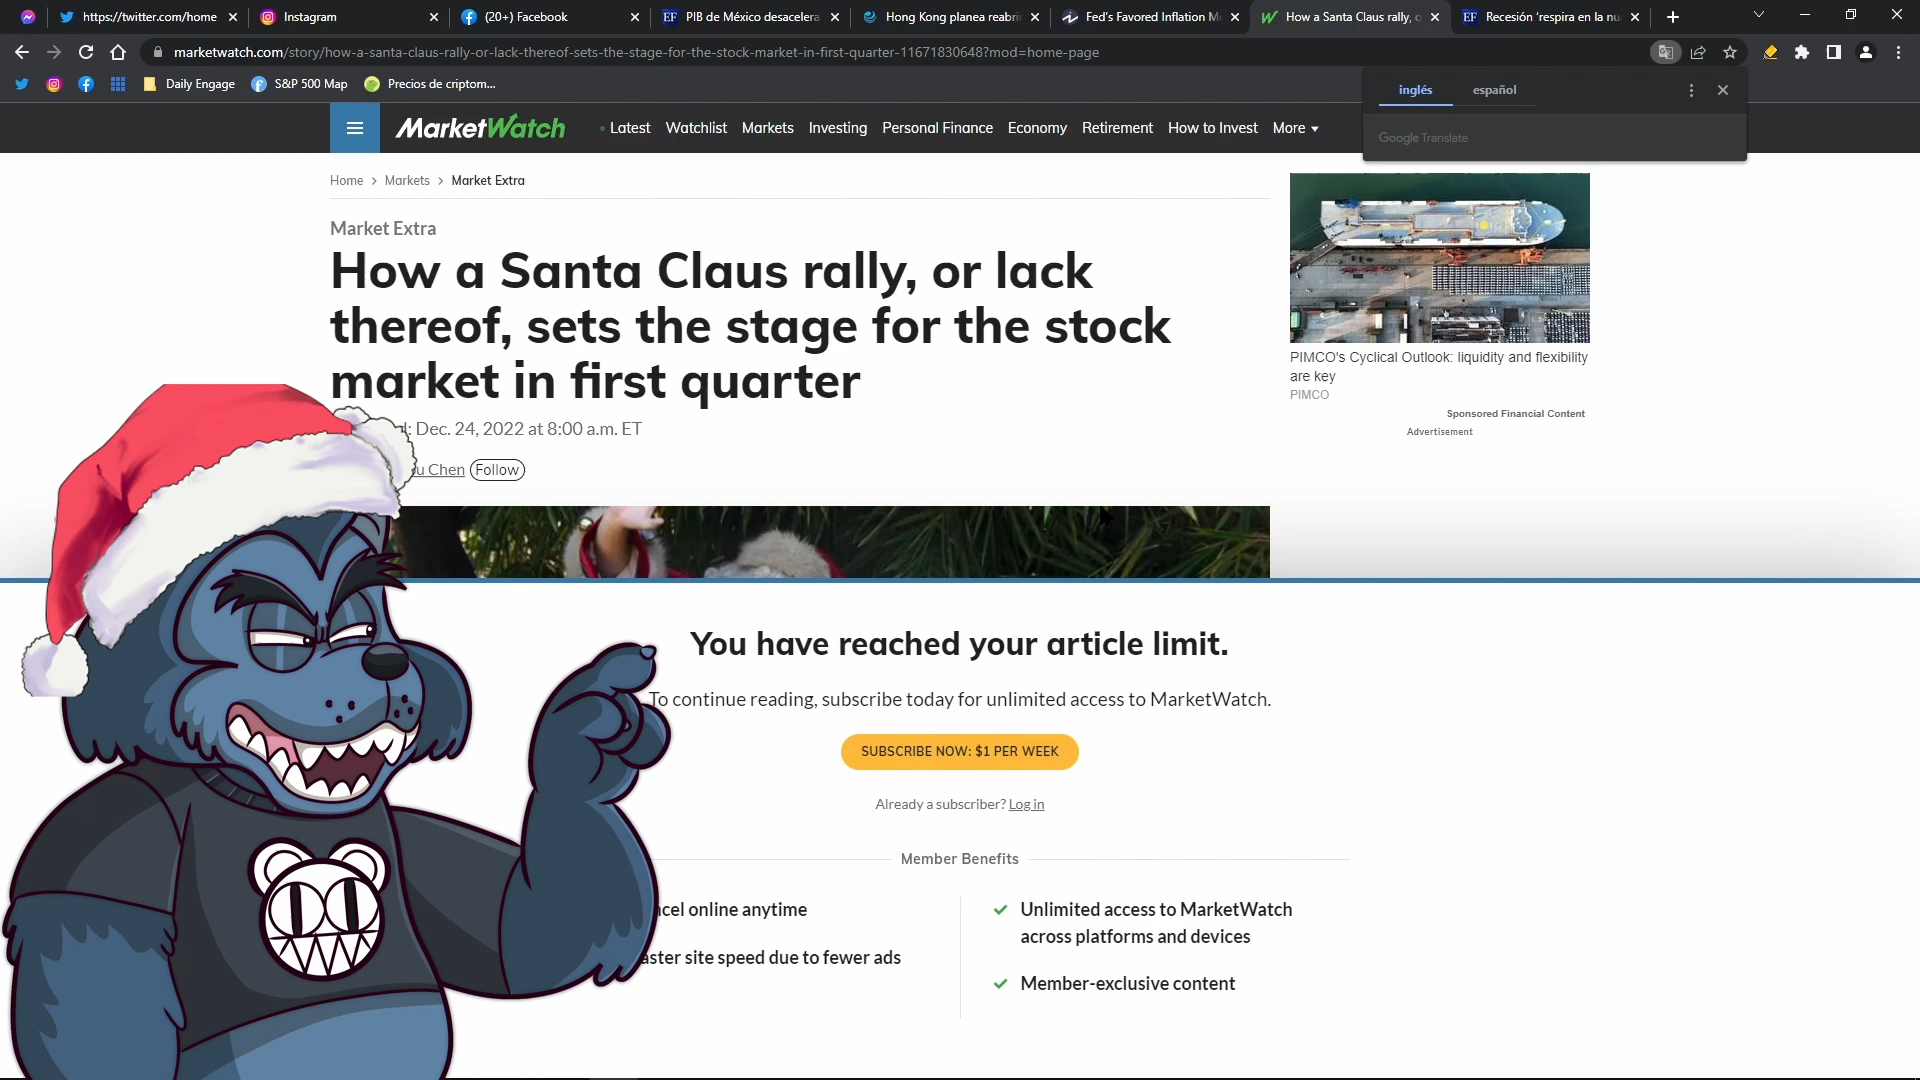 https://twitter.com/home
Instagram
(20+) Facebook
EF PIB de México desacelera
Hong Kong planea reabri
Fed's Favored Inflation M
How a Santa Claus rally, o
EF Recesión 'respira en la nu
marketwatch.com/story/how-a-santa-claus-rally-or-lack-thereof-sets-the-stage-for-the-stock-market-in-first-quarter-11671830648?mod=home-page
Daily Engage
S&P 500 Map
Precios de criptom...
inglés
español
Google Translate
MarketWatch
Latest
Watchlist
Markets
Investing
Personal Finance
Economy
Retirement
How to Invest
More
Home > Markets > Market Extra
Market Extra
How a Santa Claus rally, or lack
thereof, sets the stage for the stock
market in first quarter
: Dec. 24, 2022 at 8:00 a.m. ET
u Chen
Follow
PIMCO's Cyclical Outlook: liquidity and flexibility
are key
PIMCO
Sponsored Financial Content
Advertisement
You have reached your article limit.
To continue reading, subscribe today for unlimited access to MarketWatch.
SUBSCRIBE NOW: $1 PER WEEK
Already a subscriber? Log in
Member Benefits
ncel online anytime
aster site speed due to fewer ads
Unlimited access to MarketWatch
across platforms and devices
Member-exclusive content